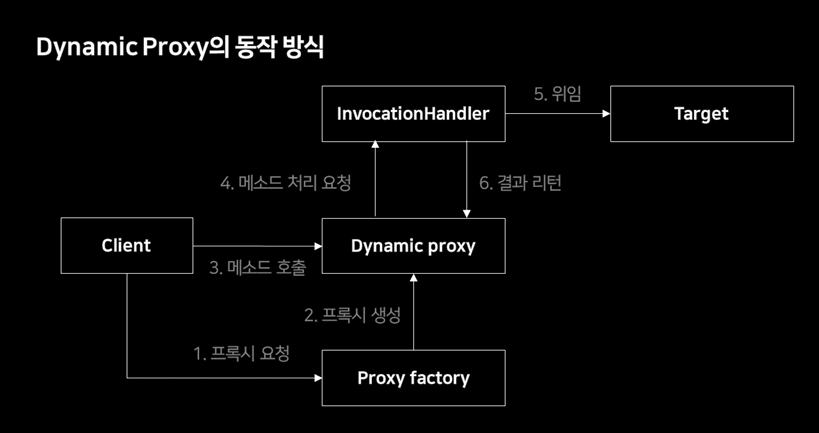 Dynamic Proxy의 동작 방식
5. 위임
InvocationHandler
Target
4. 메소드 처리 요청
6. 결과 리턴
Client
Dynamic proxy
3. 메소드 호출
2. 프록시 생성
1. 프록시 요청
Proxy factory